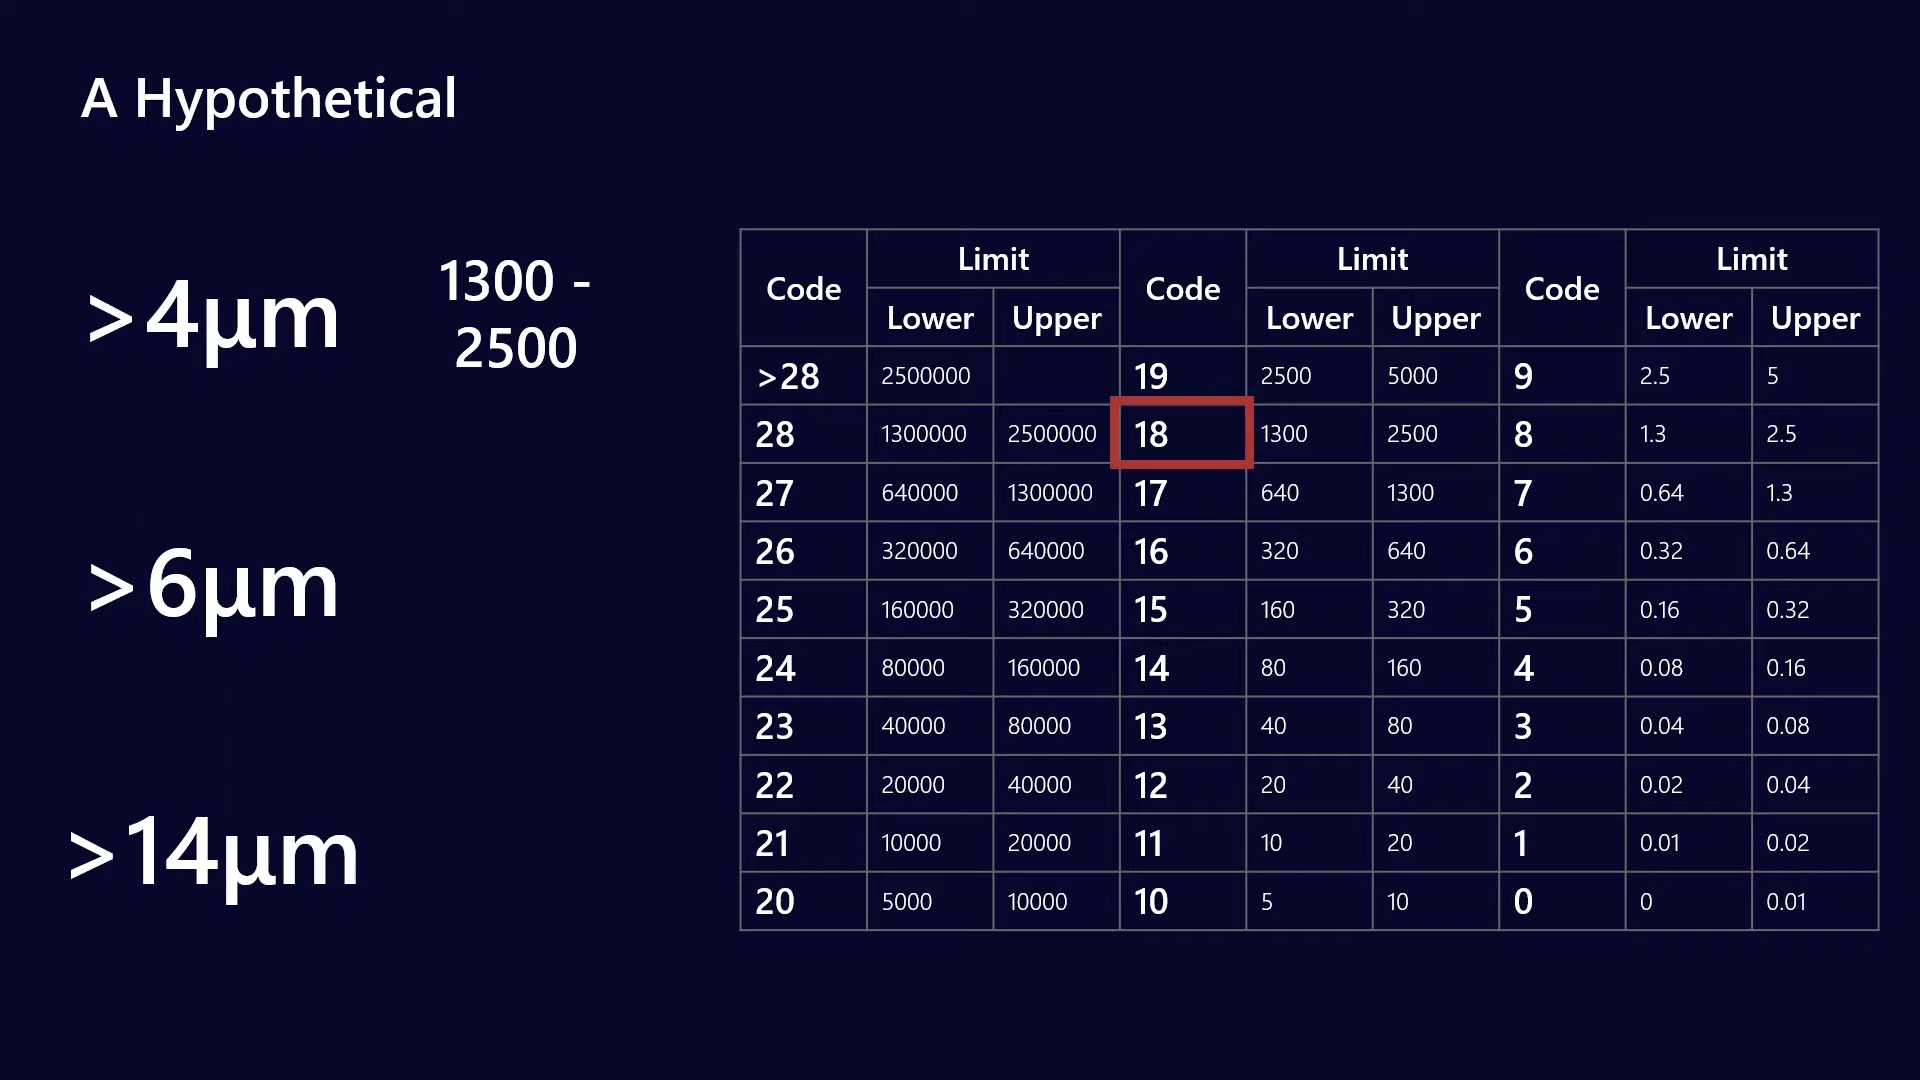 A Hypothetical
>4μm
1300 -
2500
>6μm
>14μm
Code Limit Code Limit Code Limit
Lower Upper Lower Upper Lower Upper
>28 2500000 19 2500 5000 9 2.5 5
28 1300000 2500000 18 1300 2500 8 1.3 2.5
27 640000 1300000 17 640 1300 7 0.64 1.3
26 320000 640000 16 320 640 6 0.32 0.64
25 160000 320000 15 160 320 5 0.16 0.32
24 80000 160000 14 80 160 4 0.08 0.16
23 40000 80000 13 40 80 3 0.04 0.08
22 20000 40000 12 20 40 2 0.02 0.04
21 10000 20000 11 10 20 1 0.01 0.02
20 5000 10000 10 5 10 0 0 0.01